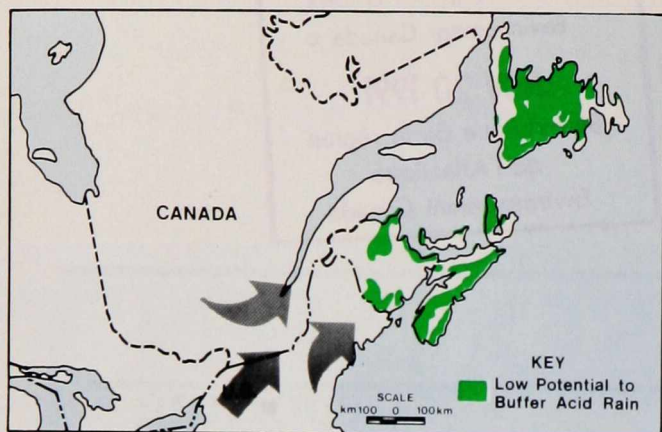 CANADA
KEY
Low Potential to
Buffer Acid Rain
SCALE
km100 0 100km